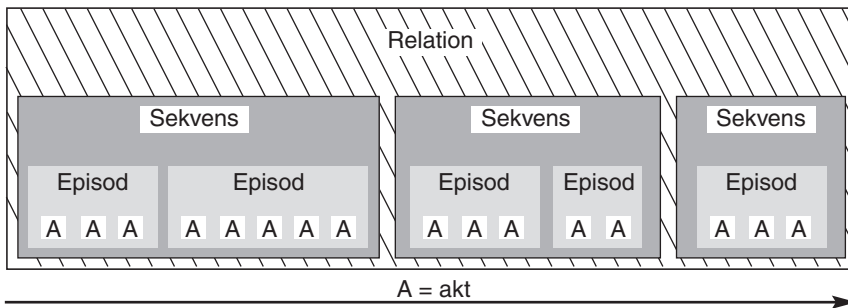 Relation
Sekvens Sekvens Sekvens
Episod Episod Episod Episod Episod
A A A A A A A A A A A A A A A A
A = akt